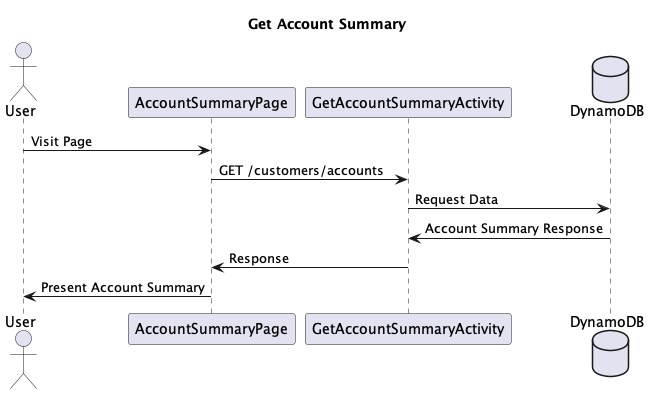 Get Account Summary
User
AccountSummaryPage
GetAccountSummaryActivity
DynamoDB
Visit Page
GET /customers/accounts
Request Data
Account Summary Response
Response
Present Account Summary
User
AccountSummaryPage
GetAccountSummaryActivity
DynamoDB